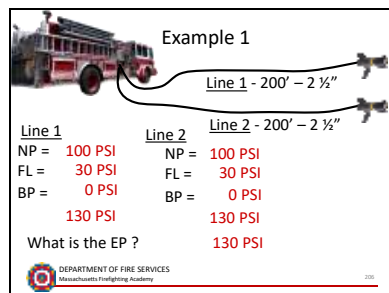 Example 1
Line 1 - 200’ – 2 ½”
Line 2 - 200’ – 2 ½”
Line 1
NP = 100 PSI
FL = 30 PSI
BP = 0 PSI
130 PSI
Line 2
NP = 100 PSI
FL = 30 PSI
BP = 0 PSI
130 PSI
What is the EP ? 130 PSI
DEPARTMENT OF FIRE SERVICES
Massachusetts Firefighting Academy
206